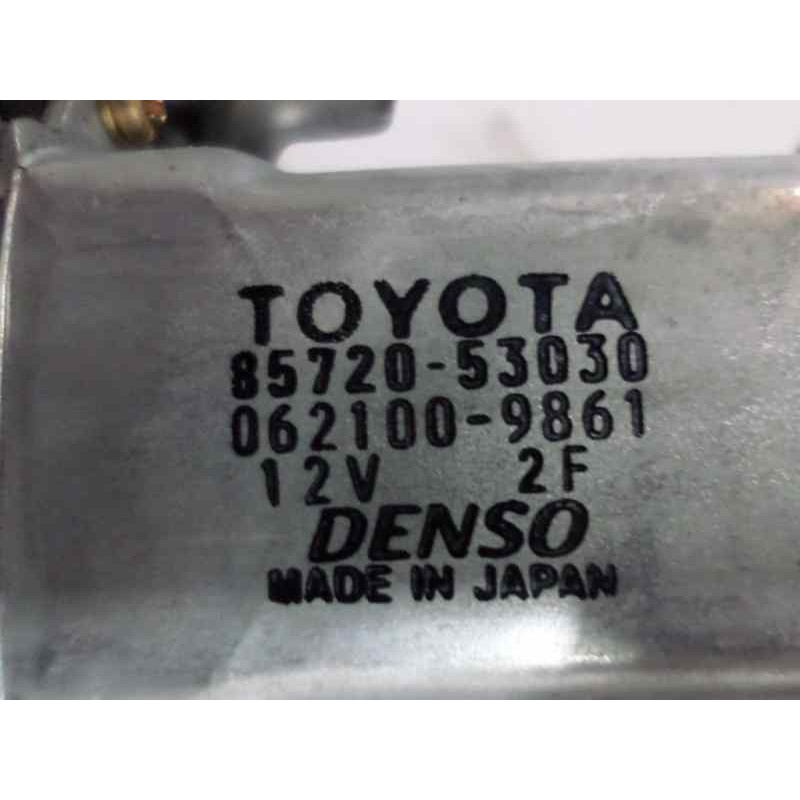 TOYOTA
85720-53030
062100-9861
12V 2F
DENSO
MADE IN JAPAN